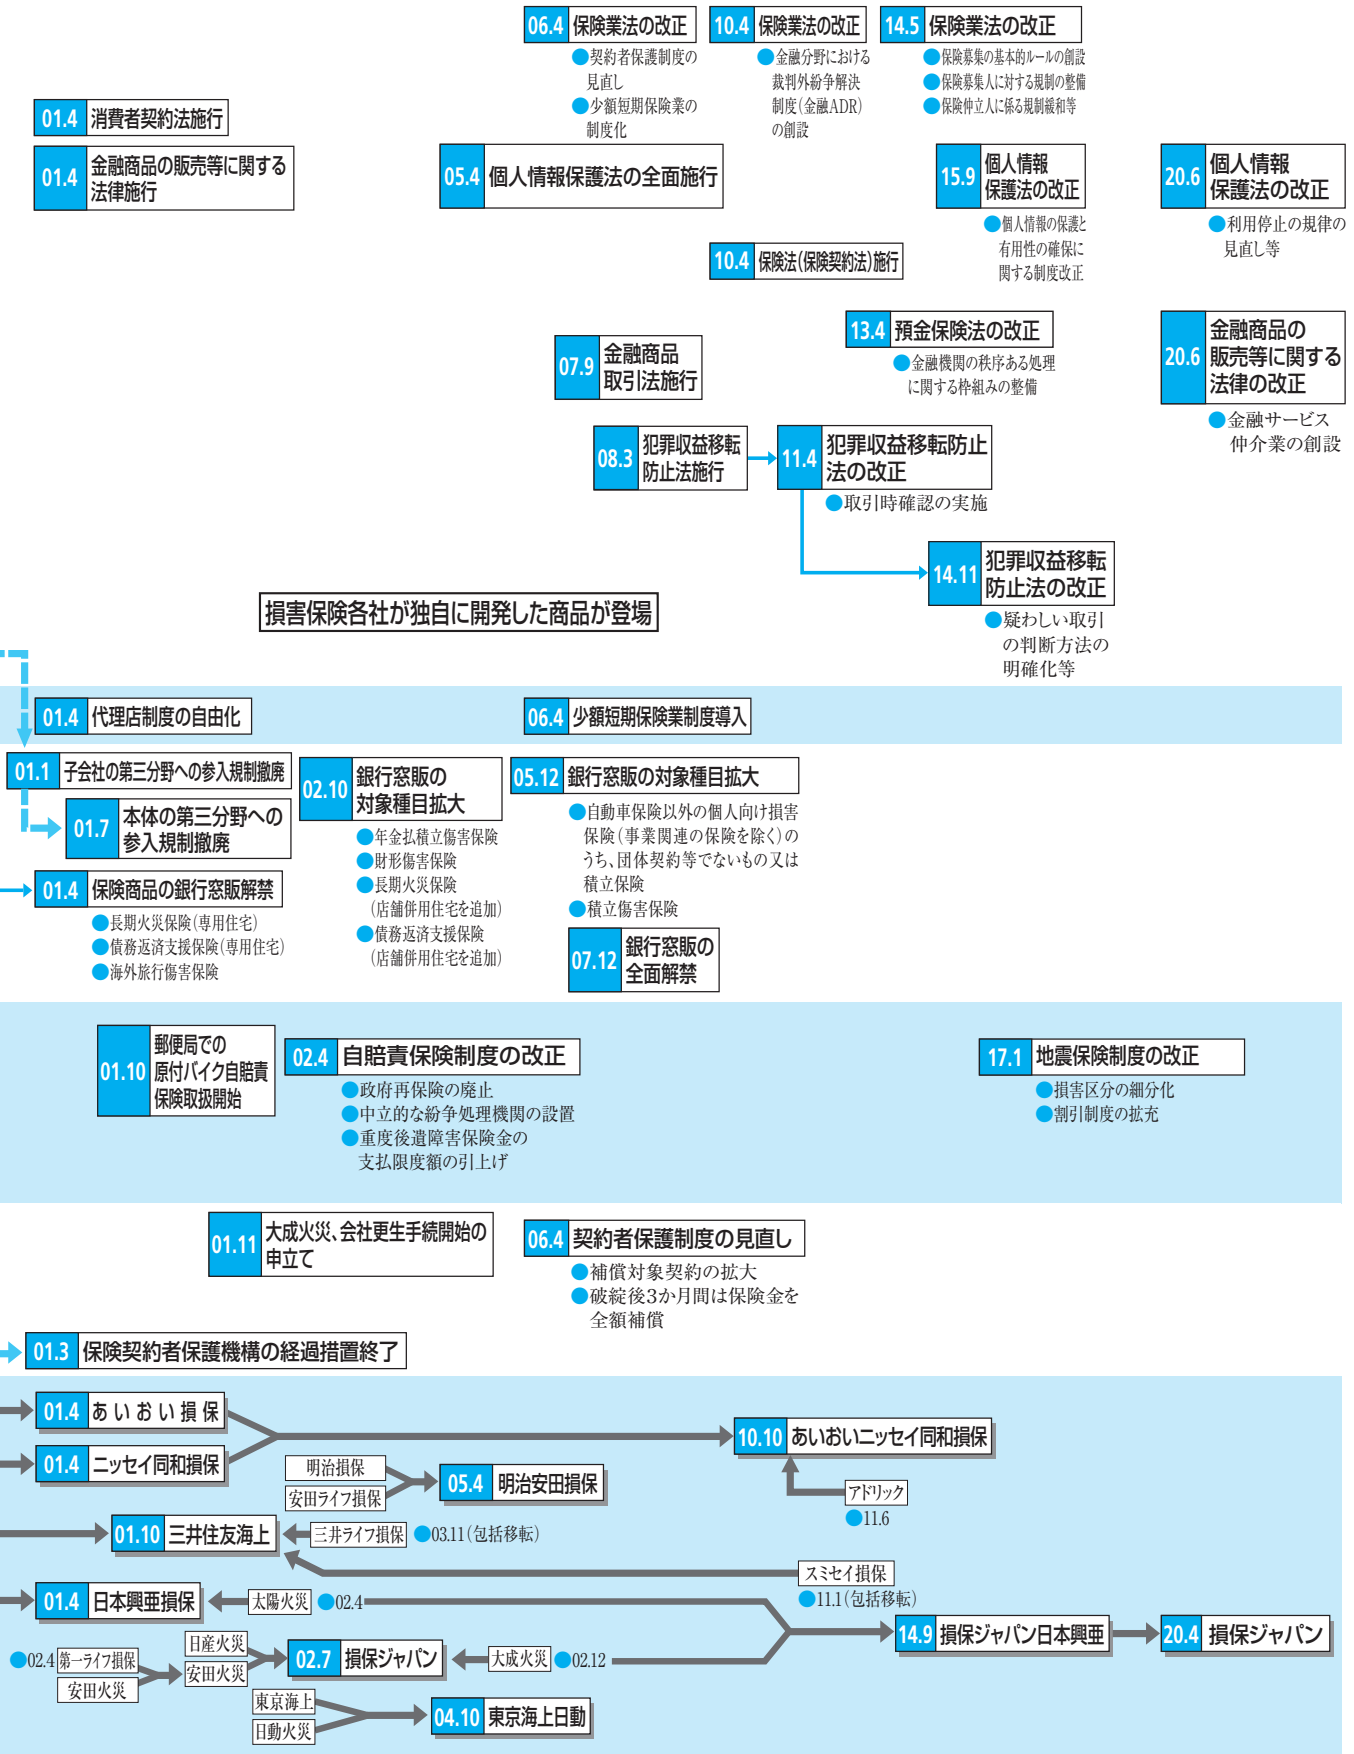 06.4 保険業法の改正
●契約者保護制度の
見直し
●少額短期保険業の
制度化
10.4 保険業法の改正
●金融分野における
裁判外紛争解決
制度（金融ADR）
の創設
14.5 保険業法の改正
●保険募集の基本的ルールの創設
●保険募集人に対する規制の整備
●保険仲立人に係る規制緩和等
01.4 消費者契約法施行
01.4 金融商品の販売等に関する
法律施行
05.4 個人情報保護法の全面施行
15.9 個人情報
保護法の改正
●個人情報の保護と
有用性の確保に
関する制度改正
20.6 個人情報
保護法の改正
●利用停止の規律の
見直し等
10.4 保険法（保険契約法）施行
13.4 預金保険法の改正
●金融機関の秩序ある処理
に関する枠組みの整備
07.9 金融商品
取引法施行
20.6 金融商品の
販売等に関する
法律の改正
●金融サービス
仲介業の創設
08.3 犯罪収益移転
防止法施行
11.4 犯罪収益移転防止
法の改正
●取引時確認の実施
14.11 犯罪収益移転
防止法の改正
●疑わしい取引
の判断方法の
明確化等
損害保険各社が独自に開発した商品が登場
01.4 代理店制度の自由化
06.4 少額短期保険業制度導入
01.1 子会社の第三分野への参入規制撤廃
01.7 本体の第三分野への
参入規制撤廃
01.4 保険商品の銀行窓販解禁
●長期火災保険（専用住宅）
●債務返済支援保険（専用住宅）
●海外旅行傷害保険
02.10 銀行窓販の
対象種目拡大
●年金払積立傷害保険
●財形傷害保険
●長期火災保険
（店舗併用住宅を追加）
●債務返済支援保険
（店舗併用住宅を追加）
05.12 銀行窓販の対象種目拡大
●自動車保険以外の個人向け損害
保険（事業関連の保険を除く）の
うち、団体契約等でないもの又は
積立保険
●積立傷害保険
07.12 銀行窓販の
全面解禁
01.10 郵便局での
原付バイク自賠責
保険取扱開始
02.4 自賠責保険制度の改正
●政府再保険の廃止
●中立的な紛争処理機関の設置
●重度後遺障害保険金の
支払限度額の引上げ
17.1 地震保険制度の改正
●損害区分の細分化
●割引制度の拡充
01.11 大成火災、会社更生手続開始の
申立て
06.4 契約者保護制度の見直し
●補償対象契約の拡大
●破綻後3か月間は保険金を
全額補償
01.3 保険契約者保護機構の経過措置終了
01.4 あいおい損保
01.4 ニッセイ同和損保
10.10 あいおいニッセイ同和損保
アドリック
●11.6
明治損保
安田ライフ損保
05.4 明治安田損保
01.10 三井住友海上
三井ライフ損保 ●03.11（包括移転）
スミセイ損保
●11.1（包括移転）
01.4 日本興亜損保
太陽火災 ●02.4
14.9 損保ジャパン日本興亜
20.4 損保ジャパン
●02.4 第一ライフ損保
安田火災
日産火災
安田火災
02.7 損保ジャパン
大成火災 ●02.12
東京海上
日動火災
04.10 東京海上日動